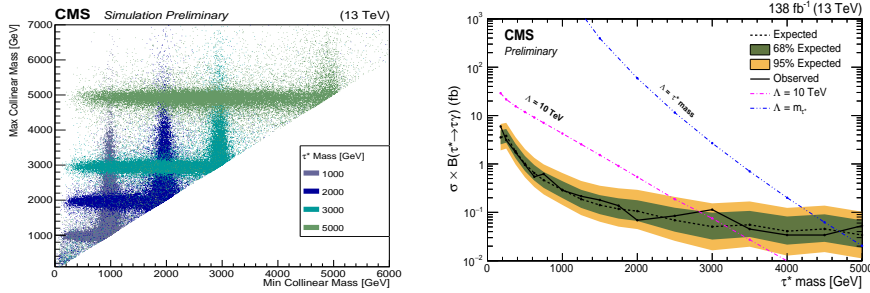 CMS Simulation Preliminary (13 TeV)
Max Collinear Mass [GeV]
7000
6000
5000
4000
3000
2000
1000
0 1000 2000 3000 4000 5000 6000
Min Collinear Mass [GeV]
τ* Mass [GeV]
1000
2000
3000
5000
138 fb⁻¹ (13 TeV)
CMS
Preliminary
Expected
68% Expected
95% Expected
Observed
Λ = 10 TeV
Λ = mτ*
Λ = τ* mass
Λ = 10 TeV
σ × B(τ*→τγ) (fb)
10³
10²
10
1
10⁻¹
10⁻²
1000 2000 3000 4000 5000
τ* mass [GeV]